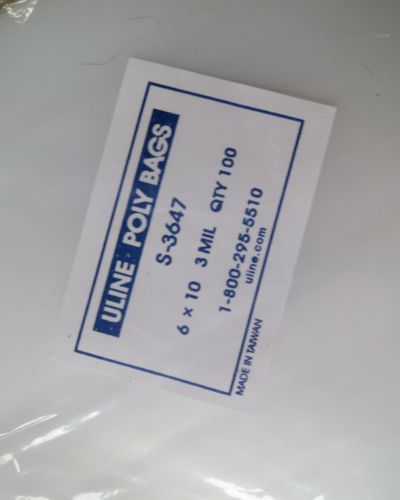 ULINE POLY BAGS
S-3647
6 × 10 3 MIL QTY 100
1-800-295-5510
uline.com
MADE IN TAIWAN